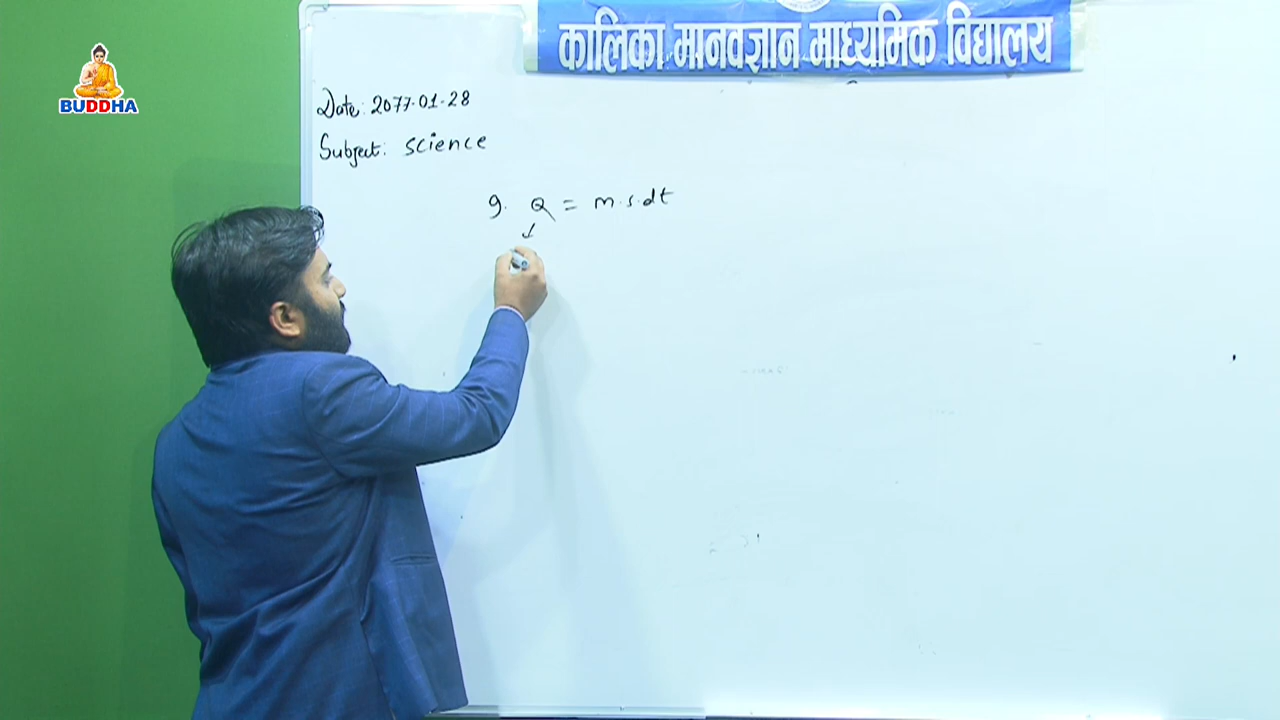 BUDDHA
कालिका मानवज्ञान माध्यमिक विद्यालय
Date: 2077-01-28
Subject: science
9. Q = m.s.dt